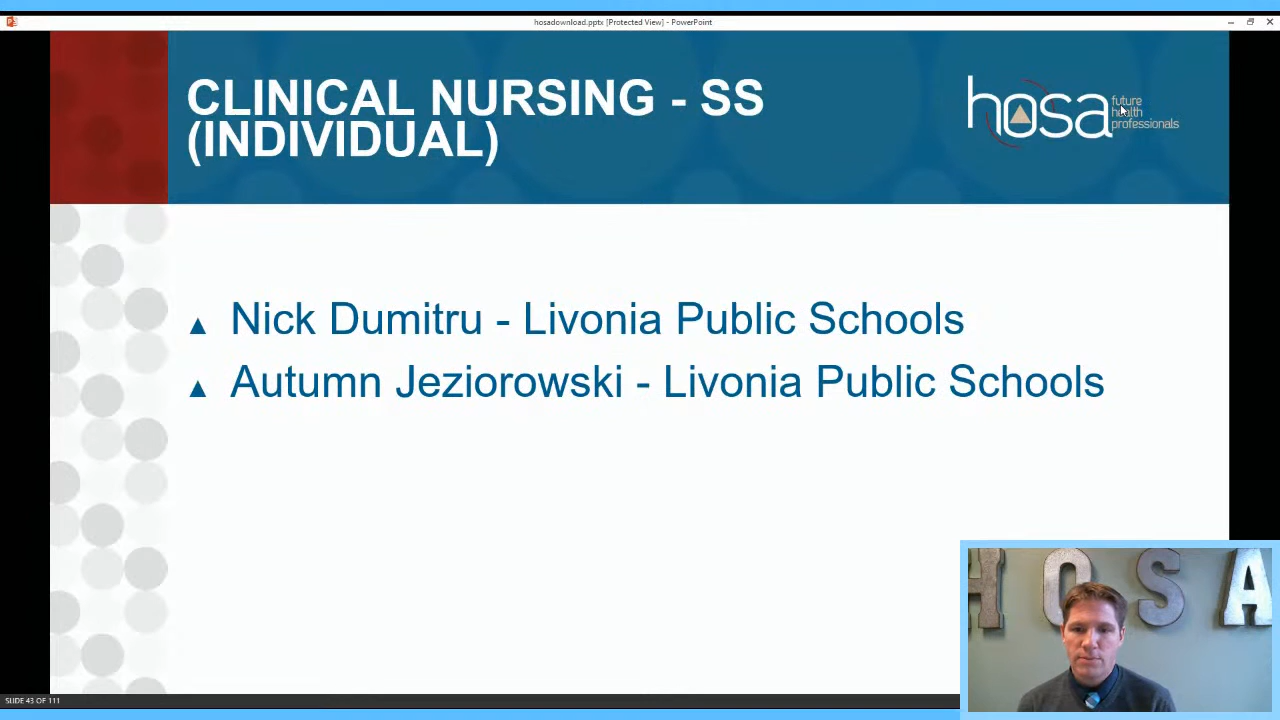 hosadownload.pptx [Protected View] - PowerPoint
CLINICAL NURSING - SS
(INDIVIDUAL)
hosa
future
health
professionals
Nick Dumitru - Livonia Public Schools
Autumn Jeziorowski - Livonia Public Schools
HOSA
SLIDE 43 OF 111